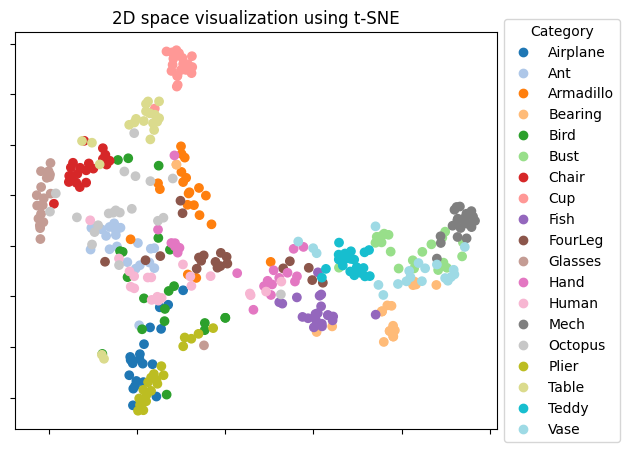 2D space visualization using t-SNE
Category
Airplane
Ant
Armadillo
Bearing
Bird
Bust
Chair
Cup
Fish
FourLeg
Glasses
Hand
Human
Mech
Octopus
Plier
Table
Teddy
Vase